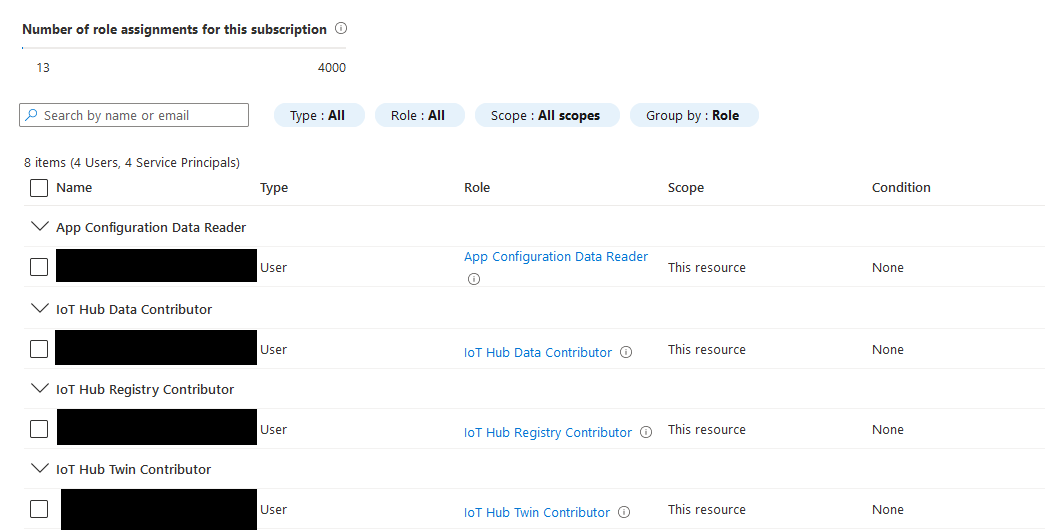 Number of role assignments for this subscription
13 4000
Search by name or email Type : All Role : All Scope : All scopes Group by : Role
8 items (4 Users, 4 Service Principals)
Name Type Role Scope Condition
App Configuration Data Reader
User App Configuration Data Reader This resource None
IoT Hub Data Contributor
User IoT Hub Data Contributor This resource None
IoT Hub Registry Contributor
User IoT Hub Registry Contributor This resource None
IoT Hub Twin Contributor
User IoT Hub Twin Contributor This resource None